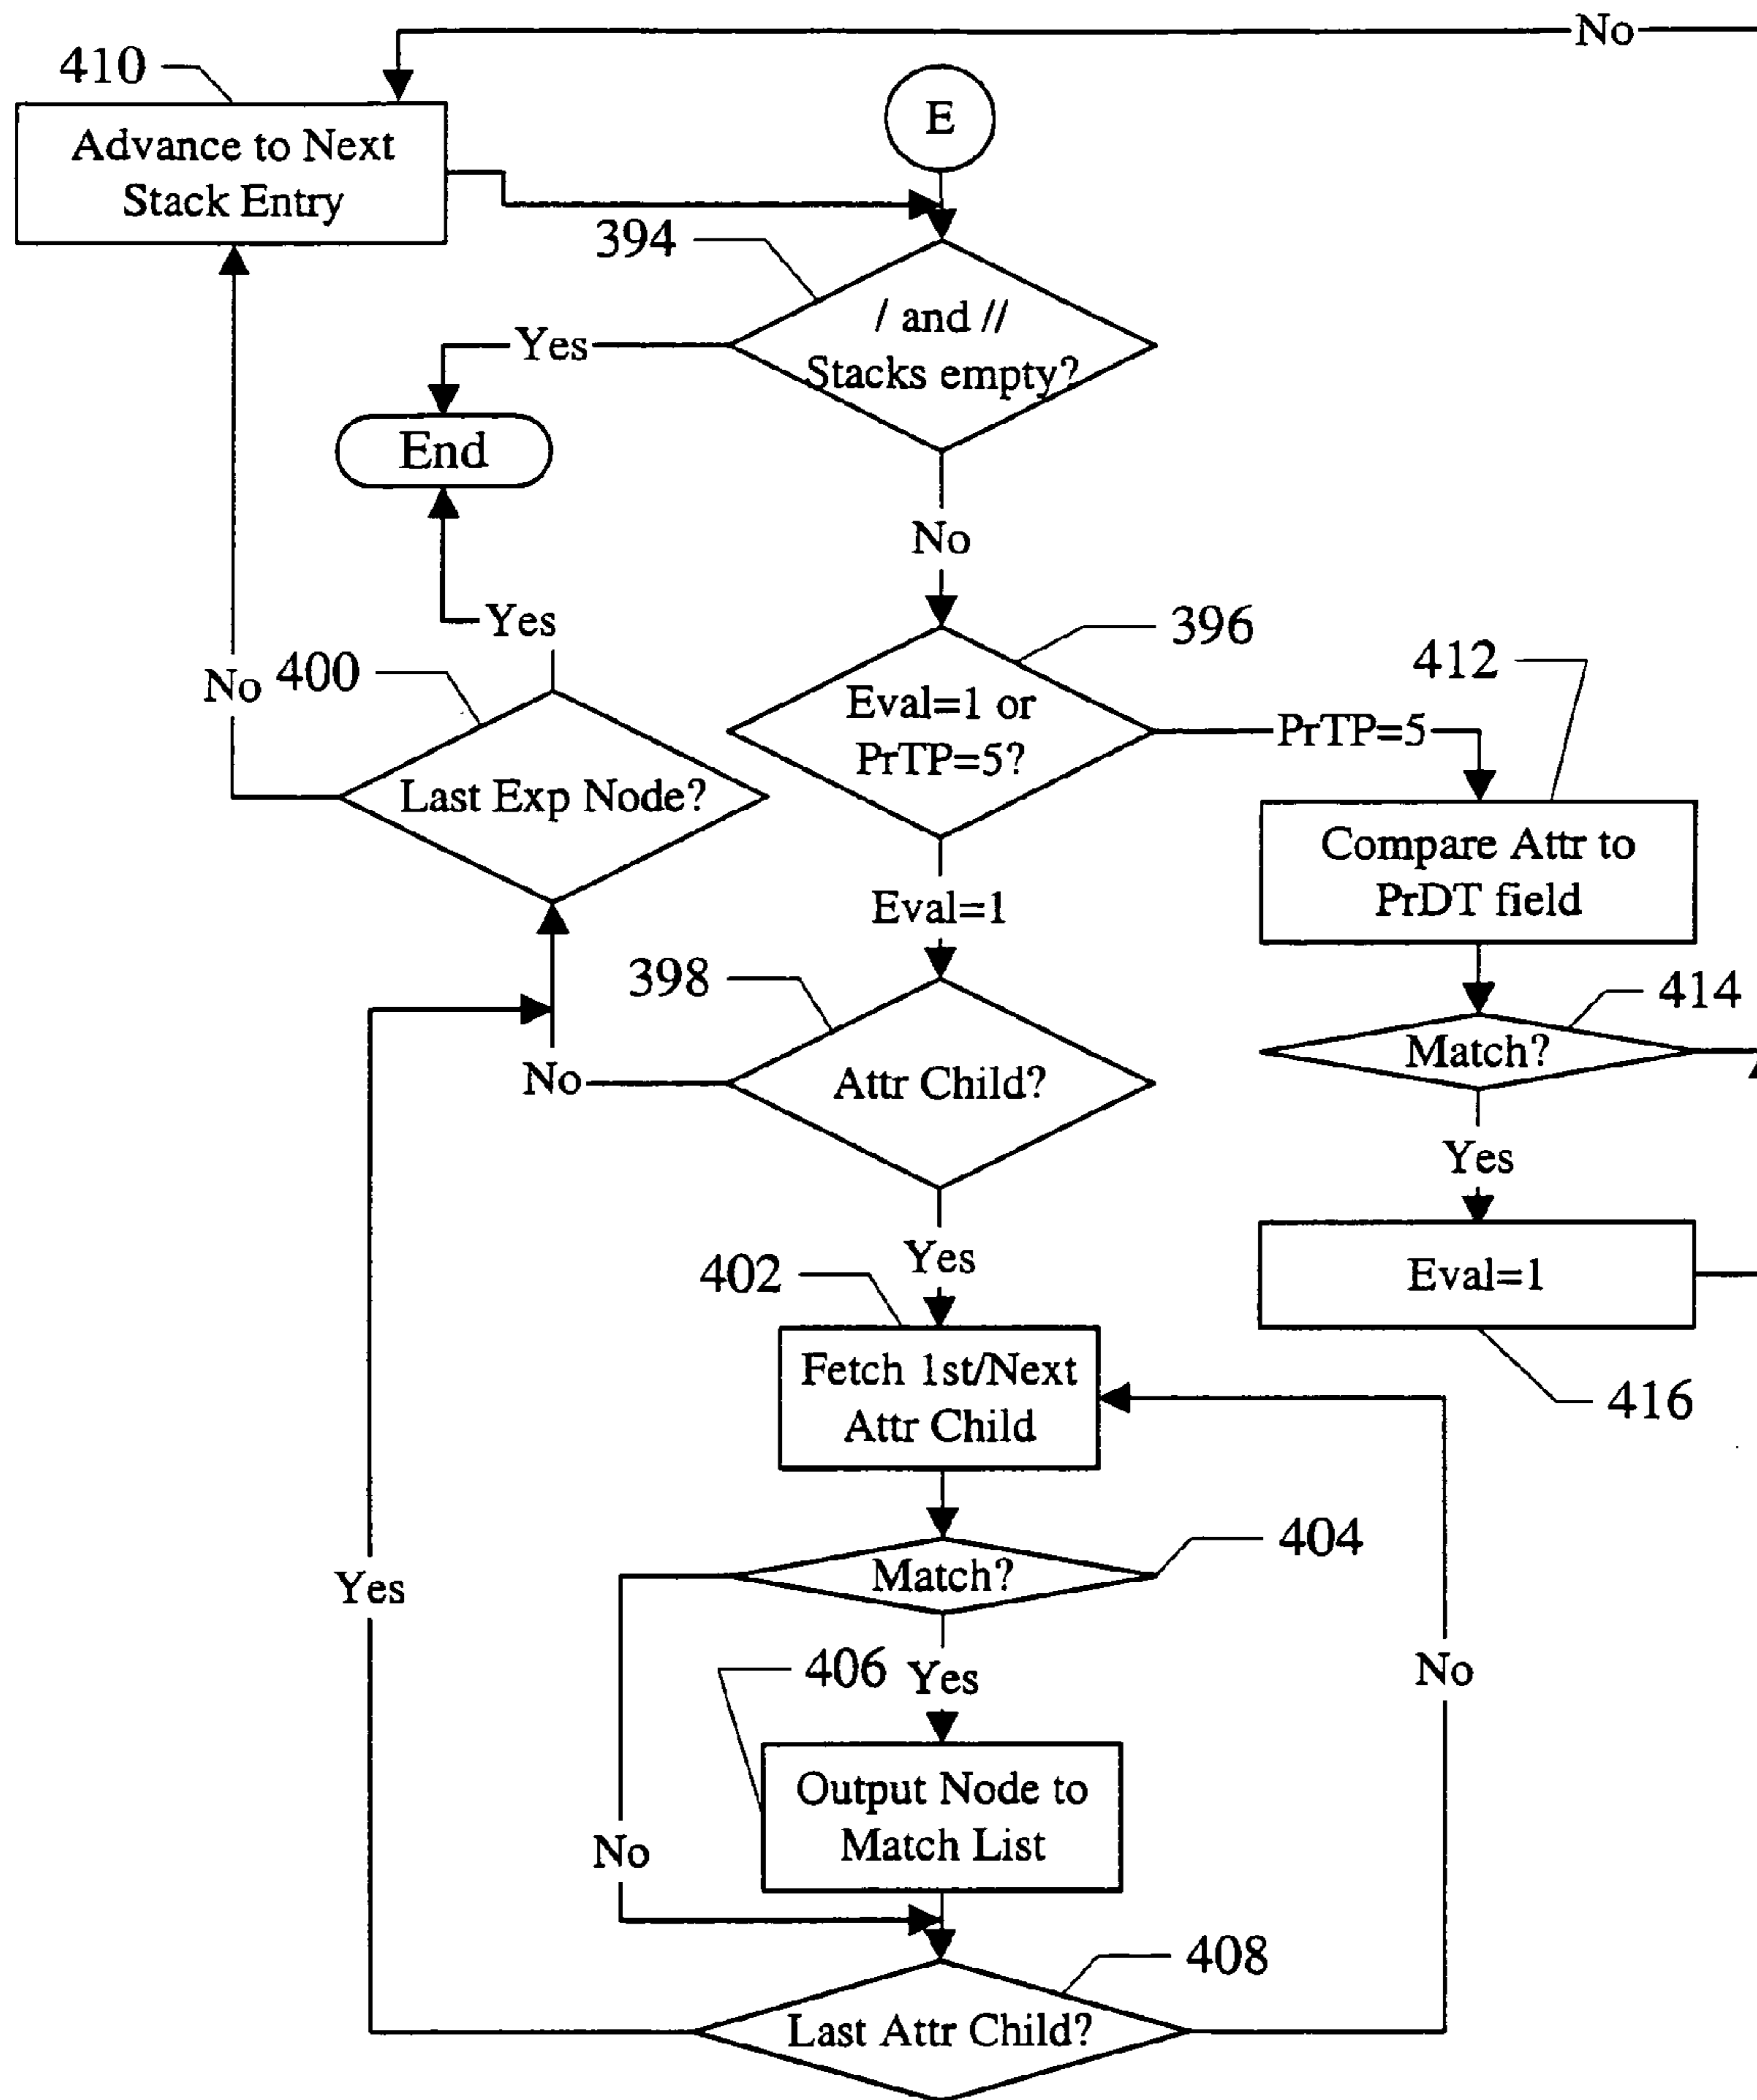 No
410
E
Advance to Next
Stack Entry
394
/ and //
Stacks empty?
Yes
End
No
Yes
396
No
400
412
Eval=1 or
PrTP=5?
PrTP=5
Last Exp Node?
Compare Attr to
PrDT field
Eval=1
398
414
Match?
No
Attr Child?
Yes
Yes
402
Eval=1
Fetch 1st/Next
Attr Child
416
404
Match?
Yes
406
Yes
No
Output Node to
Match List
No
408
Last Attr Child?